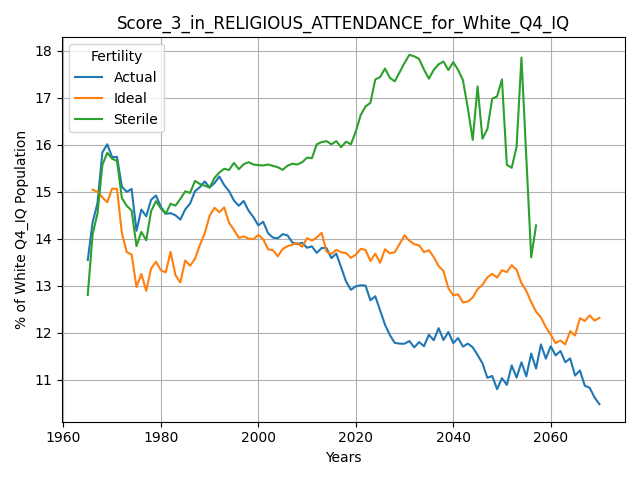 Score_3_in_RELIGIOUS_ATTENDANCE_for_White_Q4_IQ
Fertility
Actual
Ideal
Sterile
% of White Q4_IQ Population
18
17
16
15
14
13
12
11
1960
1980
2000
2020
2040
2060
Years